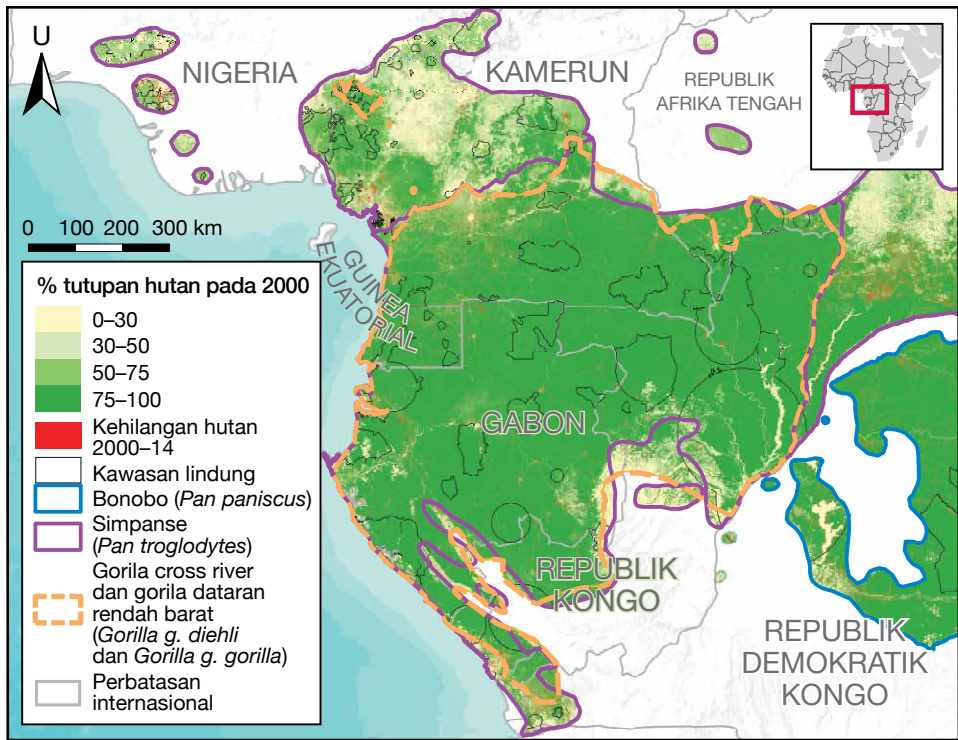 U
NIGERIA
KAMERUN
REPUBLIK
AFRIKA TENGAH
0 100 200 300 km
GUINEA
EKUATORIAL
GABON
REPUBLIK
KONGO
REPUBLIK
DEMOKRATIK
KONGO
% tutupan hutan pada 2000
0–30
30–50
50–75
75–100
Kehilangan hutan
2000–14
Kawasan lindung
Bonobo (Pan paniscus)
Simpanse
(Pan troglodytes)
Gorila cross river
dan gorila dataran
rendah barat
(Gorilla g. diehli
dan Gorilla g. gorilla)
Perbatasan
internasional